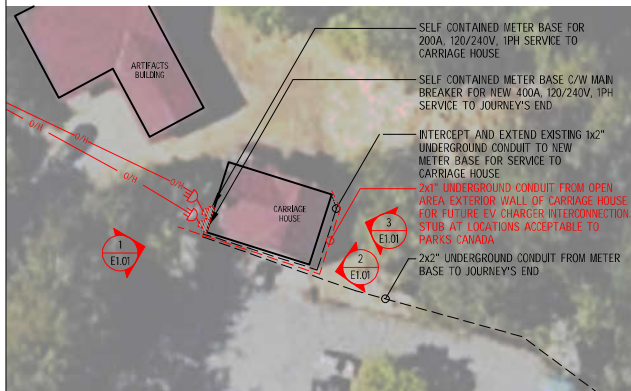 SELF CONTAINED METER BASE FOR
200A, 120/240V, 1PH SERVICE TO
CARRIAGE HOUSE
ARTIFACTS
BUILDING
SELF CONTAINED METER BASE C/W MAIN
BREAKER FOR NEW 400A, 120/240V, 1PH
SERVICE TO JOURNEY'S END
O/H
O/H
O/H
O/H
INTERCEPT AND EXTEND EXISTING 1x2"
UNDERGROUND CONDUIT TO NEW
METER BASE FOR SERVICE TO
CARRIAGE HOUSE
2x1" UNDERGROUND CONDUIT FROM OPEN
AREA EXTERIOR WALL OF CARRIAGE HOUSE
FOR FUTURE EV CHARGER INTERCONNECTION.
STUB AT LOCATIONS ACCEPTABLE TO
PARKS CANADA
CARRIAGE
HOUSE
3
E1.01
1
E1.01
2
E1.01
2x2" UNDERGROUND CONDUIT FROM METER
BASE TO JOURNEY'S END